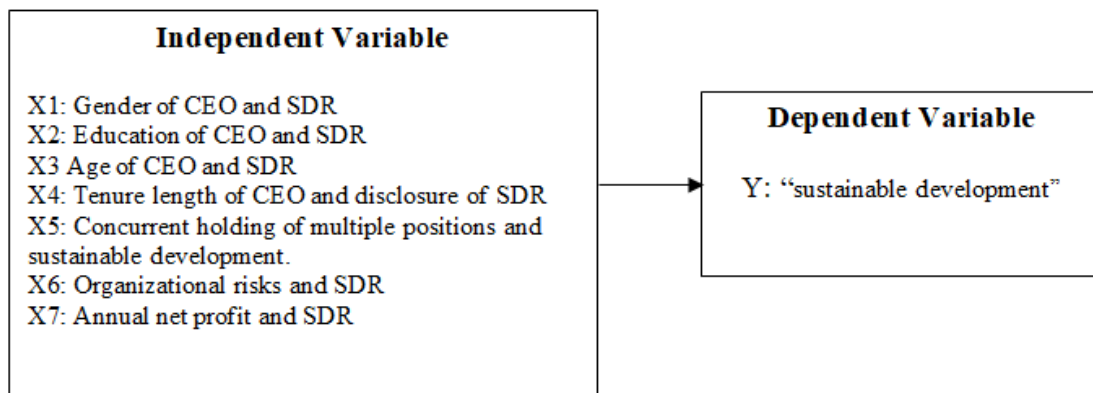 Independent Variable
X1: Gender of CEO and SDR
X2: Education of CEO and SDR
X3 Age of CEO and SDR
X4: Tenure length of CEO and disclosure of SDR
X5: Concurrent holding of multiple positions and
sustainable development.
X6: Organizational risks and SDR
X7: Annual net profit and SDR
Dependent Variable
Y: “sustainable development”